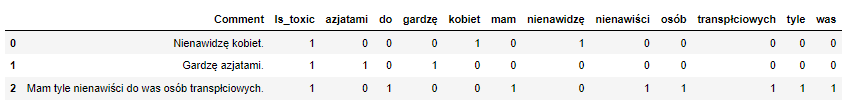 Comment Is_toxic azjatami do gardzę kobiet mam nienawidzę nienawiści osób transpłciowych tyle was
0 Nienawidzę kobiet. 1 0 0 0 1 0 1 0 0 0 0 0
1 Gardzę azjatami. 1 1 0 1 0 0 0 0 0 0 0 0
2 Mam tyle nienawiści do was osób transpłciowych. 1 0 1 0 0 1 0 1 1 1 1 1